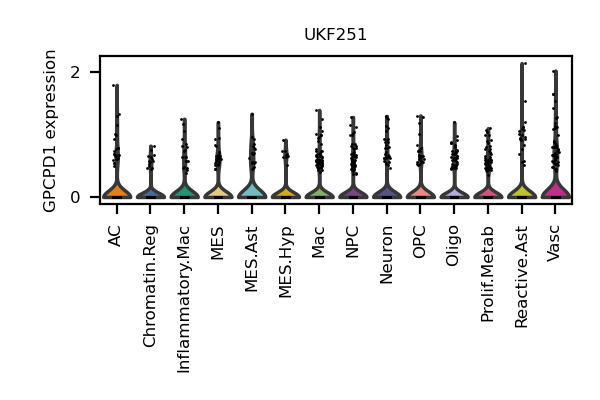 UKF251
GPCPD1 expression
2
0
AC
Chromatin.Reg
Inflammatory.Mac
MES
MES.Ast
MES.Hyp
Mac
NPC
Neuron
OPC
Oligo
Prolif.Metab
Reactive.Ast
Vasc